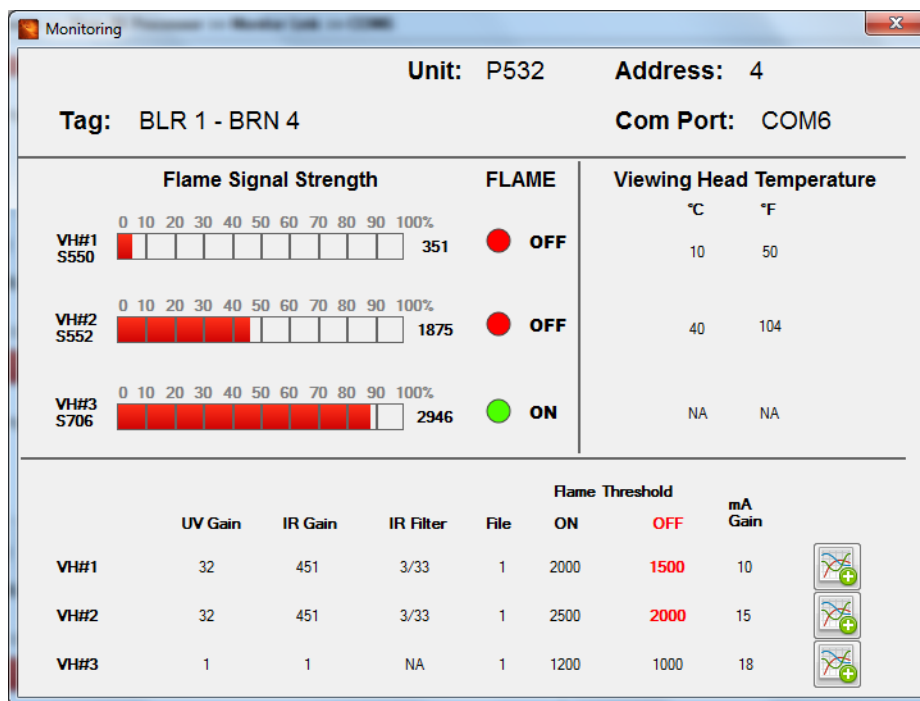 Monitoring
Unit: P532 Address: 4
Tag: BLR 1 - BRN 4 Com Port: COM6
Flame Signal Strength FLAME Viewing Head Temperature
°C °F
0 10 20 30 40 50 60 70 80 90 100%
VH#1 S550 351 OFF 10 50
0 10 20 30 40 50 60 70 80 90 100%
VH#2 S552 1875 OFF 40 104
0 10 20 30 40 50 60 70 80 90 100%
VH#3 S706 2946 ON NA NA
Flame Threshold
UV Gain IR Gain IR Filter File ON OFF mA Gain
VH#1 32 451 3/33 1 2000 1500 10
VH#2 32 451 3/33 1 2500 2000 15
VH#3 1 1 NA 1 1200 1000 18